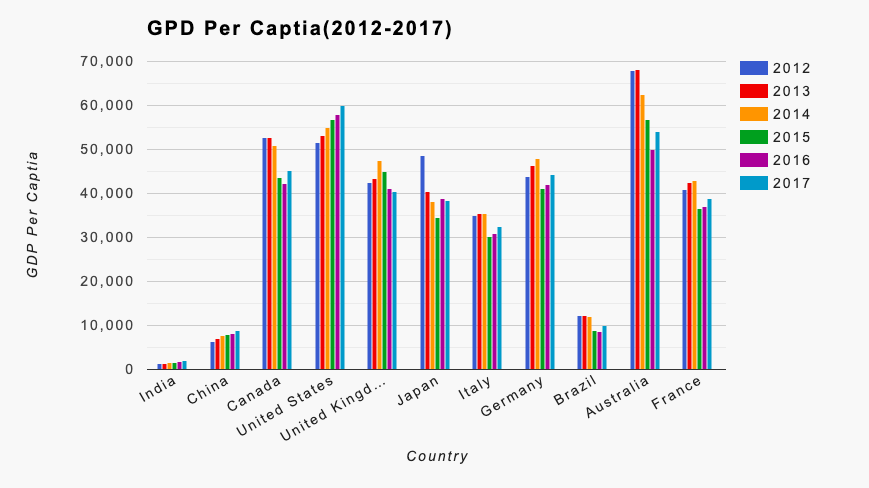 GPD Per Captia(2012-2017)
70,000
60,000
50,000
40,000
30,000
20,000
10,000
0
GDP Per Captia
India
China
Canada
United States
United Kingd...
Japan
Italy
Germany
Brazil
Australia
France
Country
2012
2013
2014
2015
2016
2017